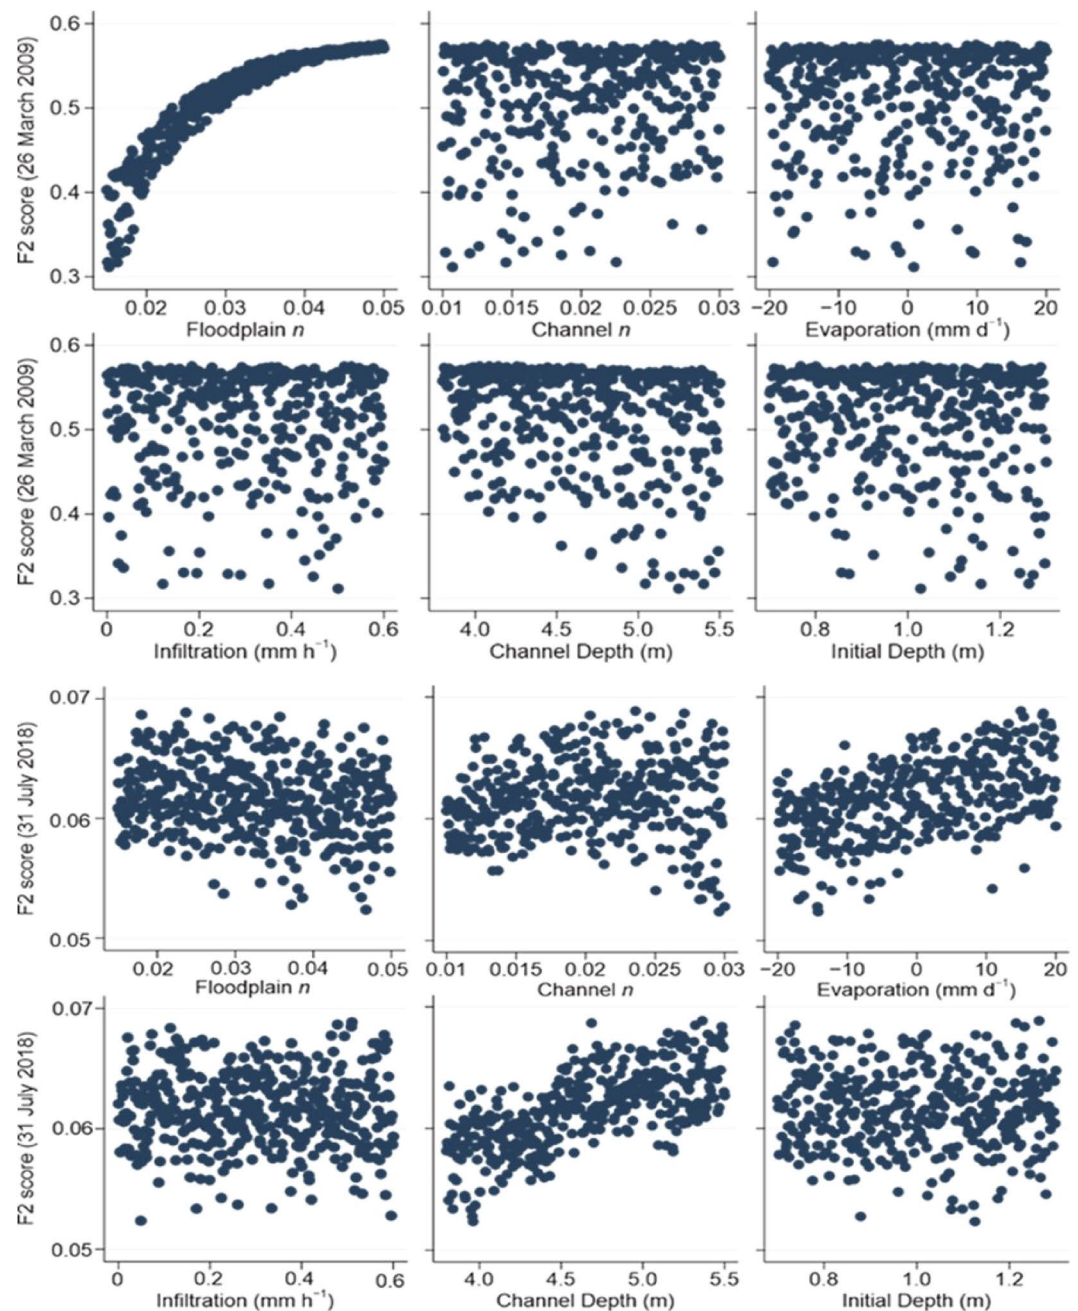 0.6
0.5
0.4
0.3
F2 score (26 March 2009)
0.02 0.03 0.04 0.05
Floodplain n
0.01 0.015 0.02 0.025 0.03
Channel n
−20 −10 0 10 20
Evaporation (mm d⁻¹)
0.6
0.5
0.4
0.3
F2 score (26 March 2009)
0 0.2 0.4 0.6
Infiltration (mm h⁻¹)
4.0 4.5 5.0 5.5
Channel Depth (m)
0.8 1.0 1.2
Initial Depth (m)
0.07
0.06
0.05
F2 score (31 July 2018)
0.02 0.03 0.04 0.05
Floodplain n
0.01 0.015 0.02 0.025 0.03
Channel n
−20 −10 0 10 20
Evaporation (mm d⁻¹)
0.07
0.06
0.05
F2 score (31 July 2018)
0 0.2 0.4 0.6
Infiltration (mm h⁻¹)
4.0 4.5 5.0 5.5
Channel Depth (m)
0.8 1.0 1.2
Initial Depth (m)